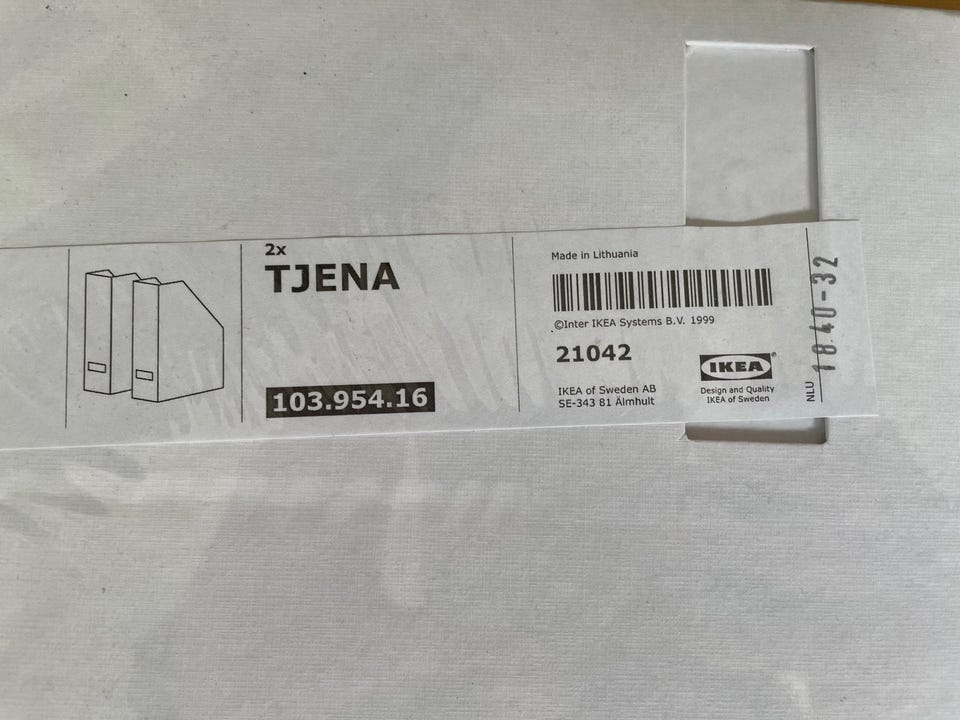 2x
TJENA
103.954.16
Made in Lithuania
©Inter IKEA Systems B.V. 1999
21042
IKEA of Sweden AB
SE-343 81 Älmhult
IKEA®
Design and Quality
IKEA of Sweden
NLU 1840-32